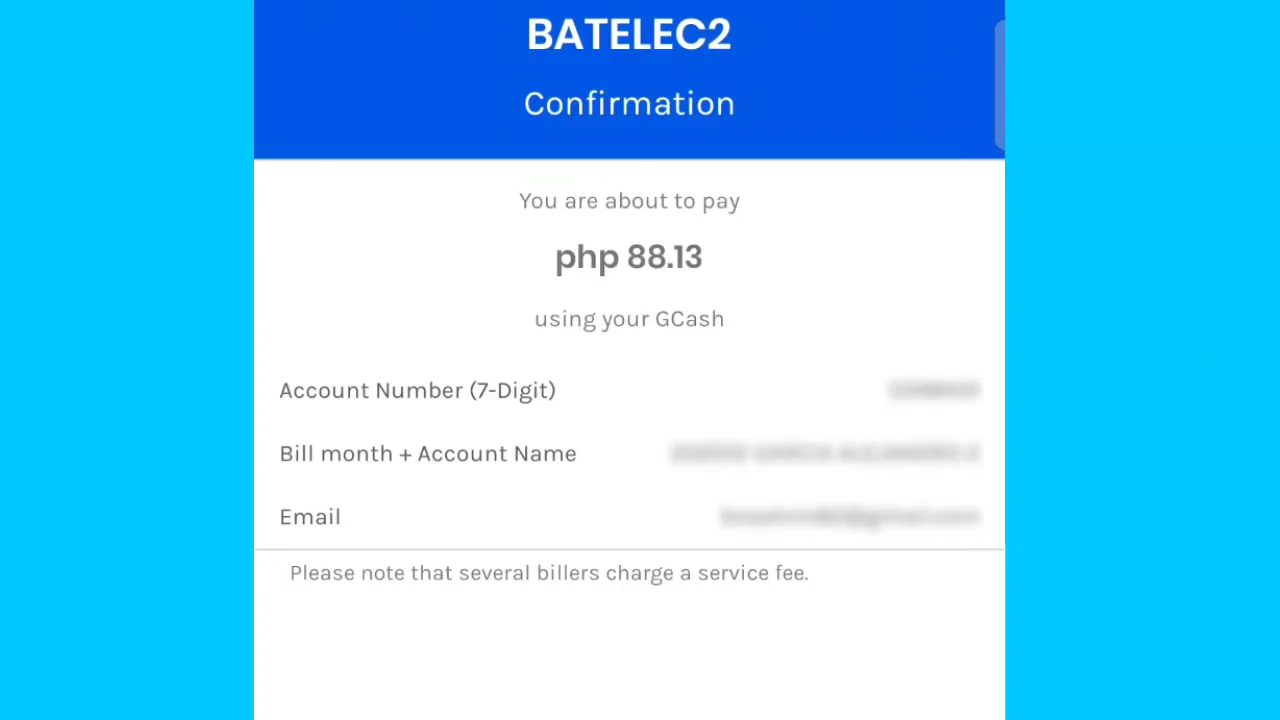 BATELEC2
Confirmation
You are about to pay
php 88.13
using your GCash
Account Number (7-Digit)
Bill month + Account Name
Email
Please note that several billers charge a service fee.